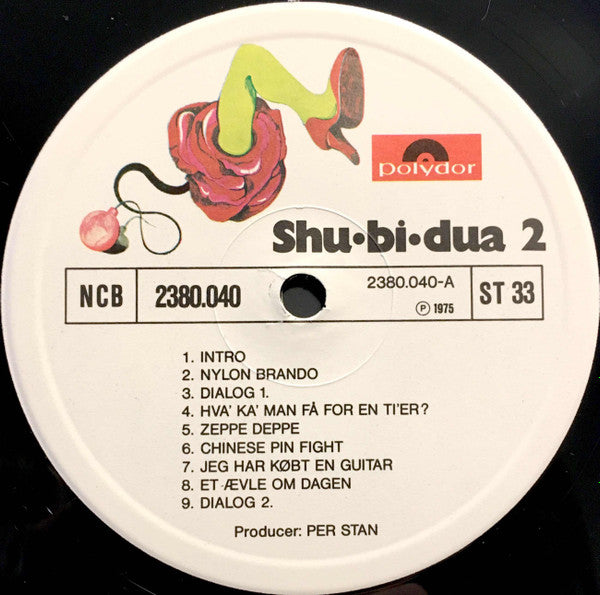 polydor
Shu•bi•dua 2
NCB 2380.040 2380.040-A ST 33
℗ 1975
1. INTRO
2. NYLON BRANDO
3. DIALOG 1.
4. HVA' KA' MAN FÅ FOR EN TI'ER?
5. ZEPPE DEPPE
6. CHINESE PIN FIGHT
7. JEG HAR KØBT EN GUITAR
8. ET ÆVLE OM DAGEN
9. DIALOG 2.
Producer: PER STAN